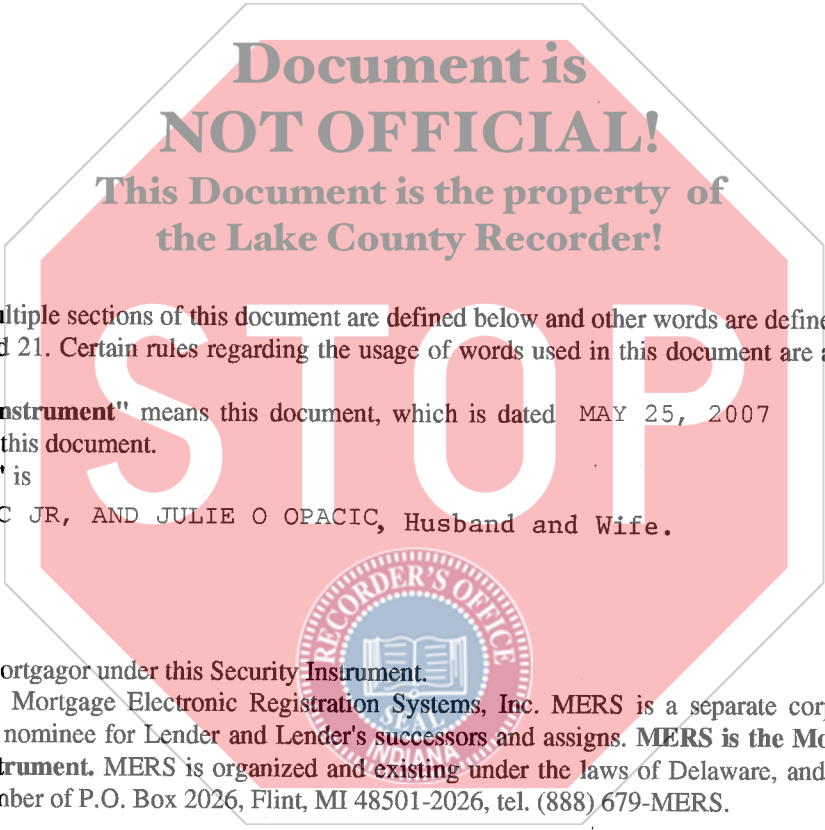 Document is
NOT OFFICIAL!
This Document is the property of
the Lake County Recorder!
STOP
ultiple sections of this document are defined below and other words are define
d 21. Certain rules regarding the usage of words used in this document are a
nstrument" means this document, which is dated MAY 25, 2007
this document.
" is
C JR, AND JULIE O OPACIC, Husband and Wife.
RECORDER'S OFFICE
SEAL
INDIANA
ortgagor under this Security Instrument.
Mortgage Electronic Registration Systems, Inc. MERS is a separate corp
nominee for Lender and Lender's successors and assigns. MERS is the Mo
trument. MERS is organized and existing under the laws of Delaware, and
nber of P.O. Box 2026, Flint, MI 48501-2026, tel. (888) 679-MERS.